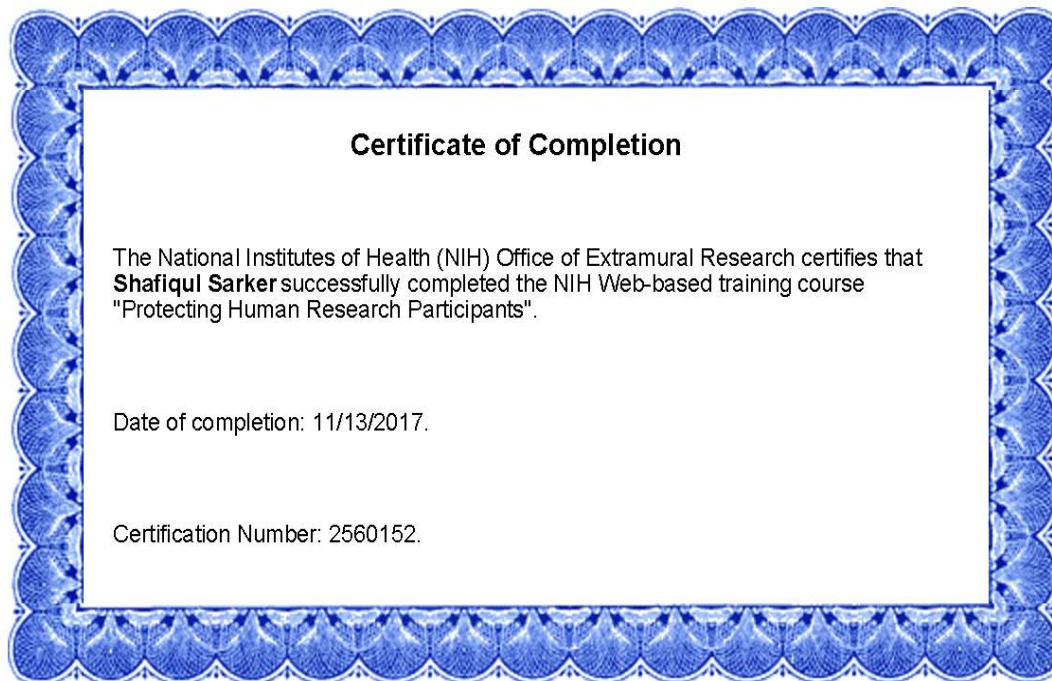 Certificate of Completion
The National Institutes of Health (NIH) Office of Extramural Research certifies that
Shafiqul Sarker successfully completed the NIH Web-based training course
"Protecting Human Research Participants".
Date of completion: 11/13/2017.
Certification Number: 2560152.